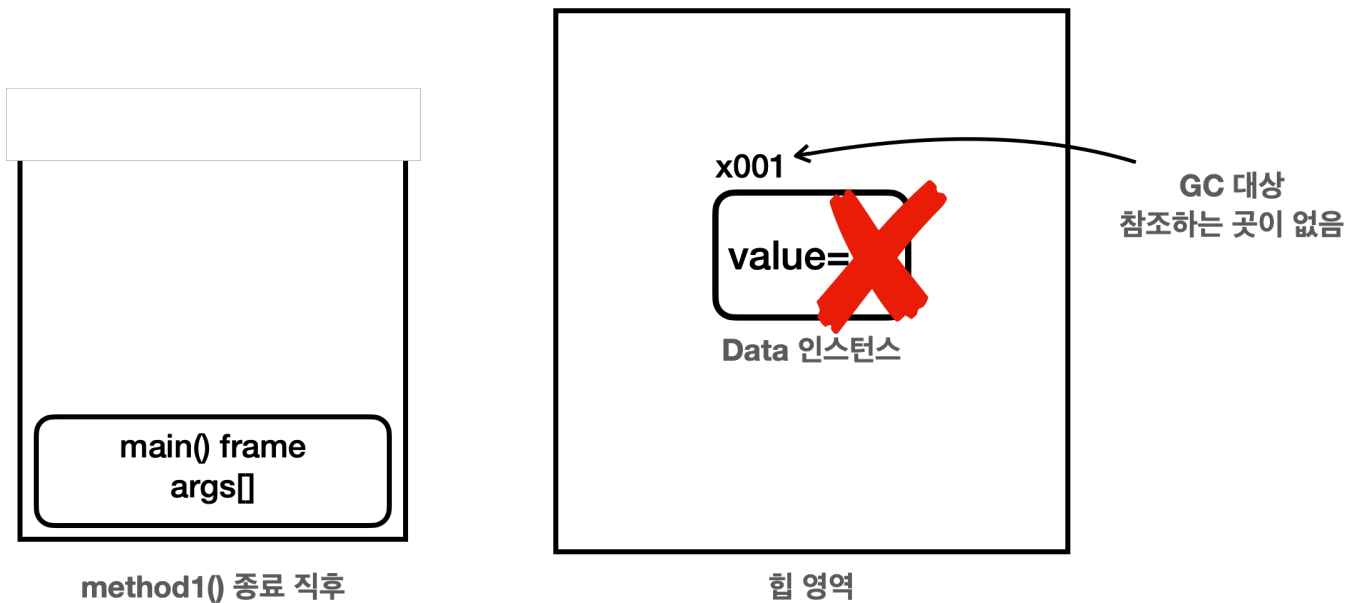 main() frame
args[]
method1() 종료 직후
x001
value=
Data 인스턴스
힙 영역
GC 대상
참조하는 곳이 없음